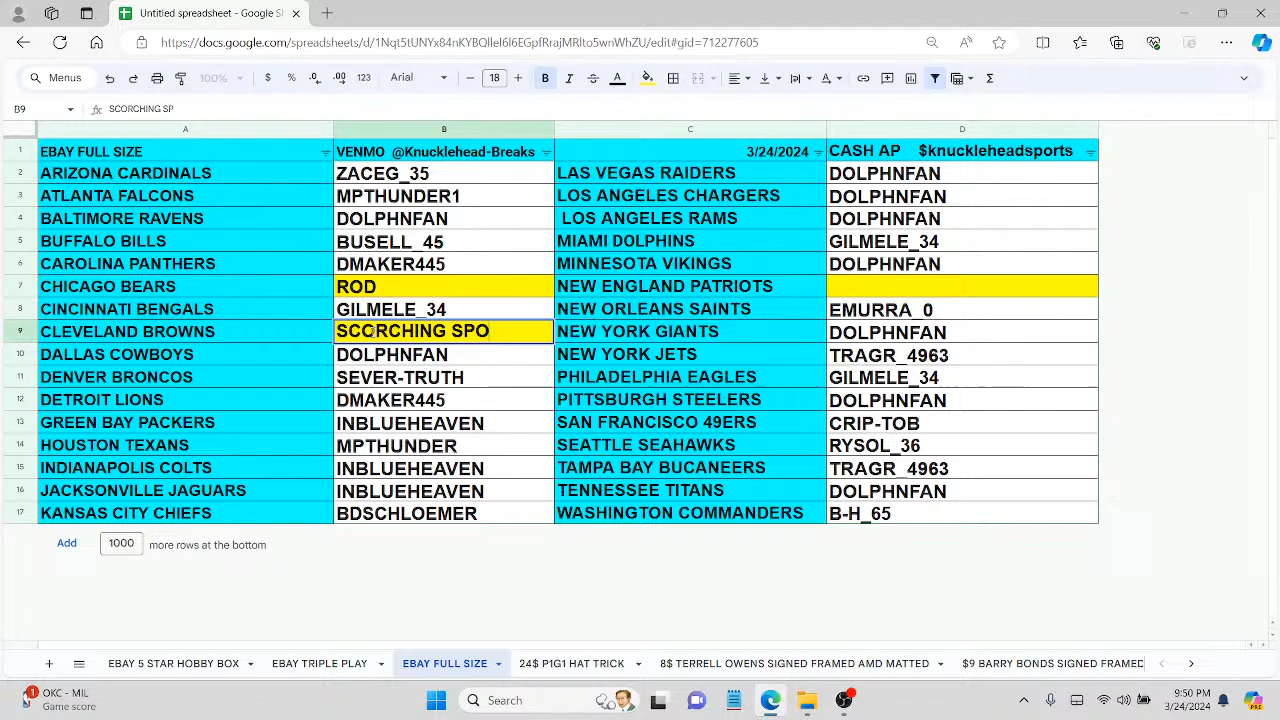 Untitled spreadsheet - Google Sl
https://docs.google.com/spreadsheets/d/1Nqt5tUNYx84nKYBQlleI6l6EGpfRrajMRIto5wnWhZU/edit#gid=712277605
Menus 100% $ % .0 .00 123 Arial 18 B I A
B9 fx SCORCHING SP
A B C D
1 EBAY FULL SIZE VENMO @Knucklehead-Breaks 3/24/2024 CASH AP $knuckleheadsports
2 ARIZONA CARDINALS ZACEG_35 LAS VEGAS RAIDERS DOLPHNFAN
3 ATLANTA FALCONS MPTHUNDER1 LOS ANGELES CHARGERS DOLPHNFAN
4 BALTIMORE RAVENS DOLPHNFAN LOS ANGELES RAMS DOLPHNFAN
5 BUFFALO BILLS BUSELL_45 MIAMI DOLPHINS GILMELE_34
6 CAROLINA PANTHERS DMAKER445 MINNESOTA VIKINGS DOLPHNFAN
7 CHICAGO BEARS ROD NEW ENGLAND PATRIOTS
8 CINCINNATI BENGALS GILMELE_34 NEW ORLEANS SAINTS EMURRA_0
9 CLEVELAND BROWNS SCORCHING SPO NEW YORK GIANTS DOLPHNFAN
10 DALLAS COWBOYS DOLPHNFAN NEW YORK JETS TRAGR_4963
11 DENVER BRONCOS SEVER-TRUTH PHILADELPHIA EAGLES GILMELE_34
12 DETROIT LIONS DMAKER445 PITTSBURGH STEELERS DOLPHNFAN
13 GREEN BAY PACKERS INBLUEHEAVEN SAN FRANCISCO 49ERS CRIP-TOB
14 HOUSTON TEXANS MPTHUNDER SEATTLE SEAHAWKS RYSOL_36
15 INDIANAPOLIS COLTS INBLUEHEAVEN TAMPA BAY BUCANEERS TRAGR_4963
16 JACKSONVILLE JAGUARS INBLUEHEAVEN TENNESSEE TITANS DOLPHNFAN
17 KANSAS CITY CHIEFS BDSCHLOEMER WASHINGTON COMMANDERS B-H_65
Add 1000 more rows at the bottom
EBAY 5 STAR HOBBY BOX EBAY TRIPLE PLAY EBAY FULL SIZE 24$ P1G1 HAT TRICK 8$ TERRELL OWENS SIGNED FRAMED AMD MATTED $9 BARRY BONDS SIGNED FRAMED
1 OKC - MIL Search 9:50 PM
Game score 3/24/2024